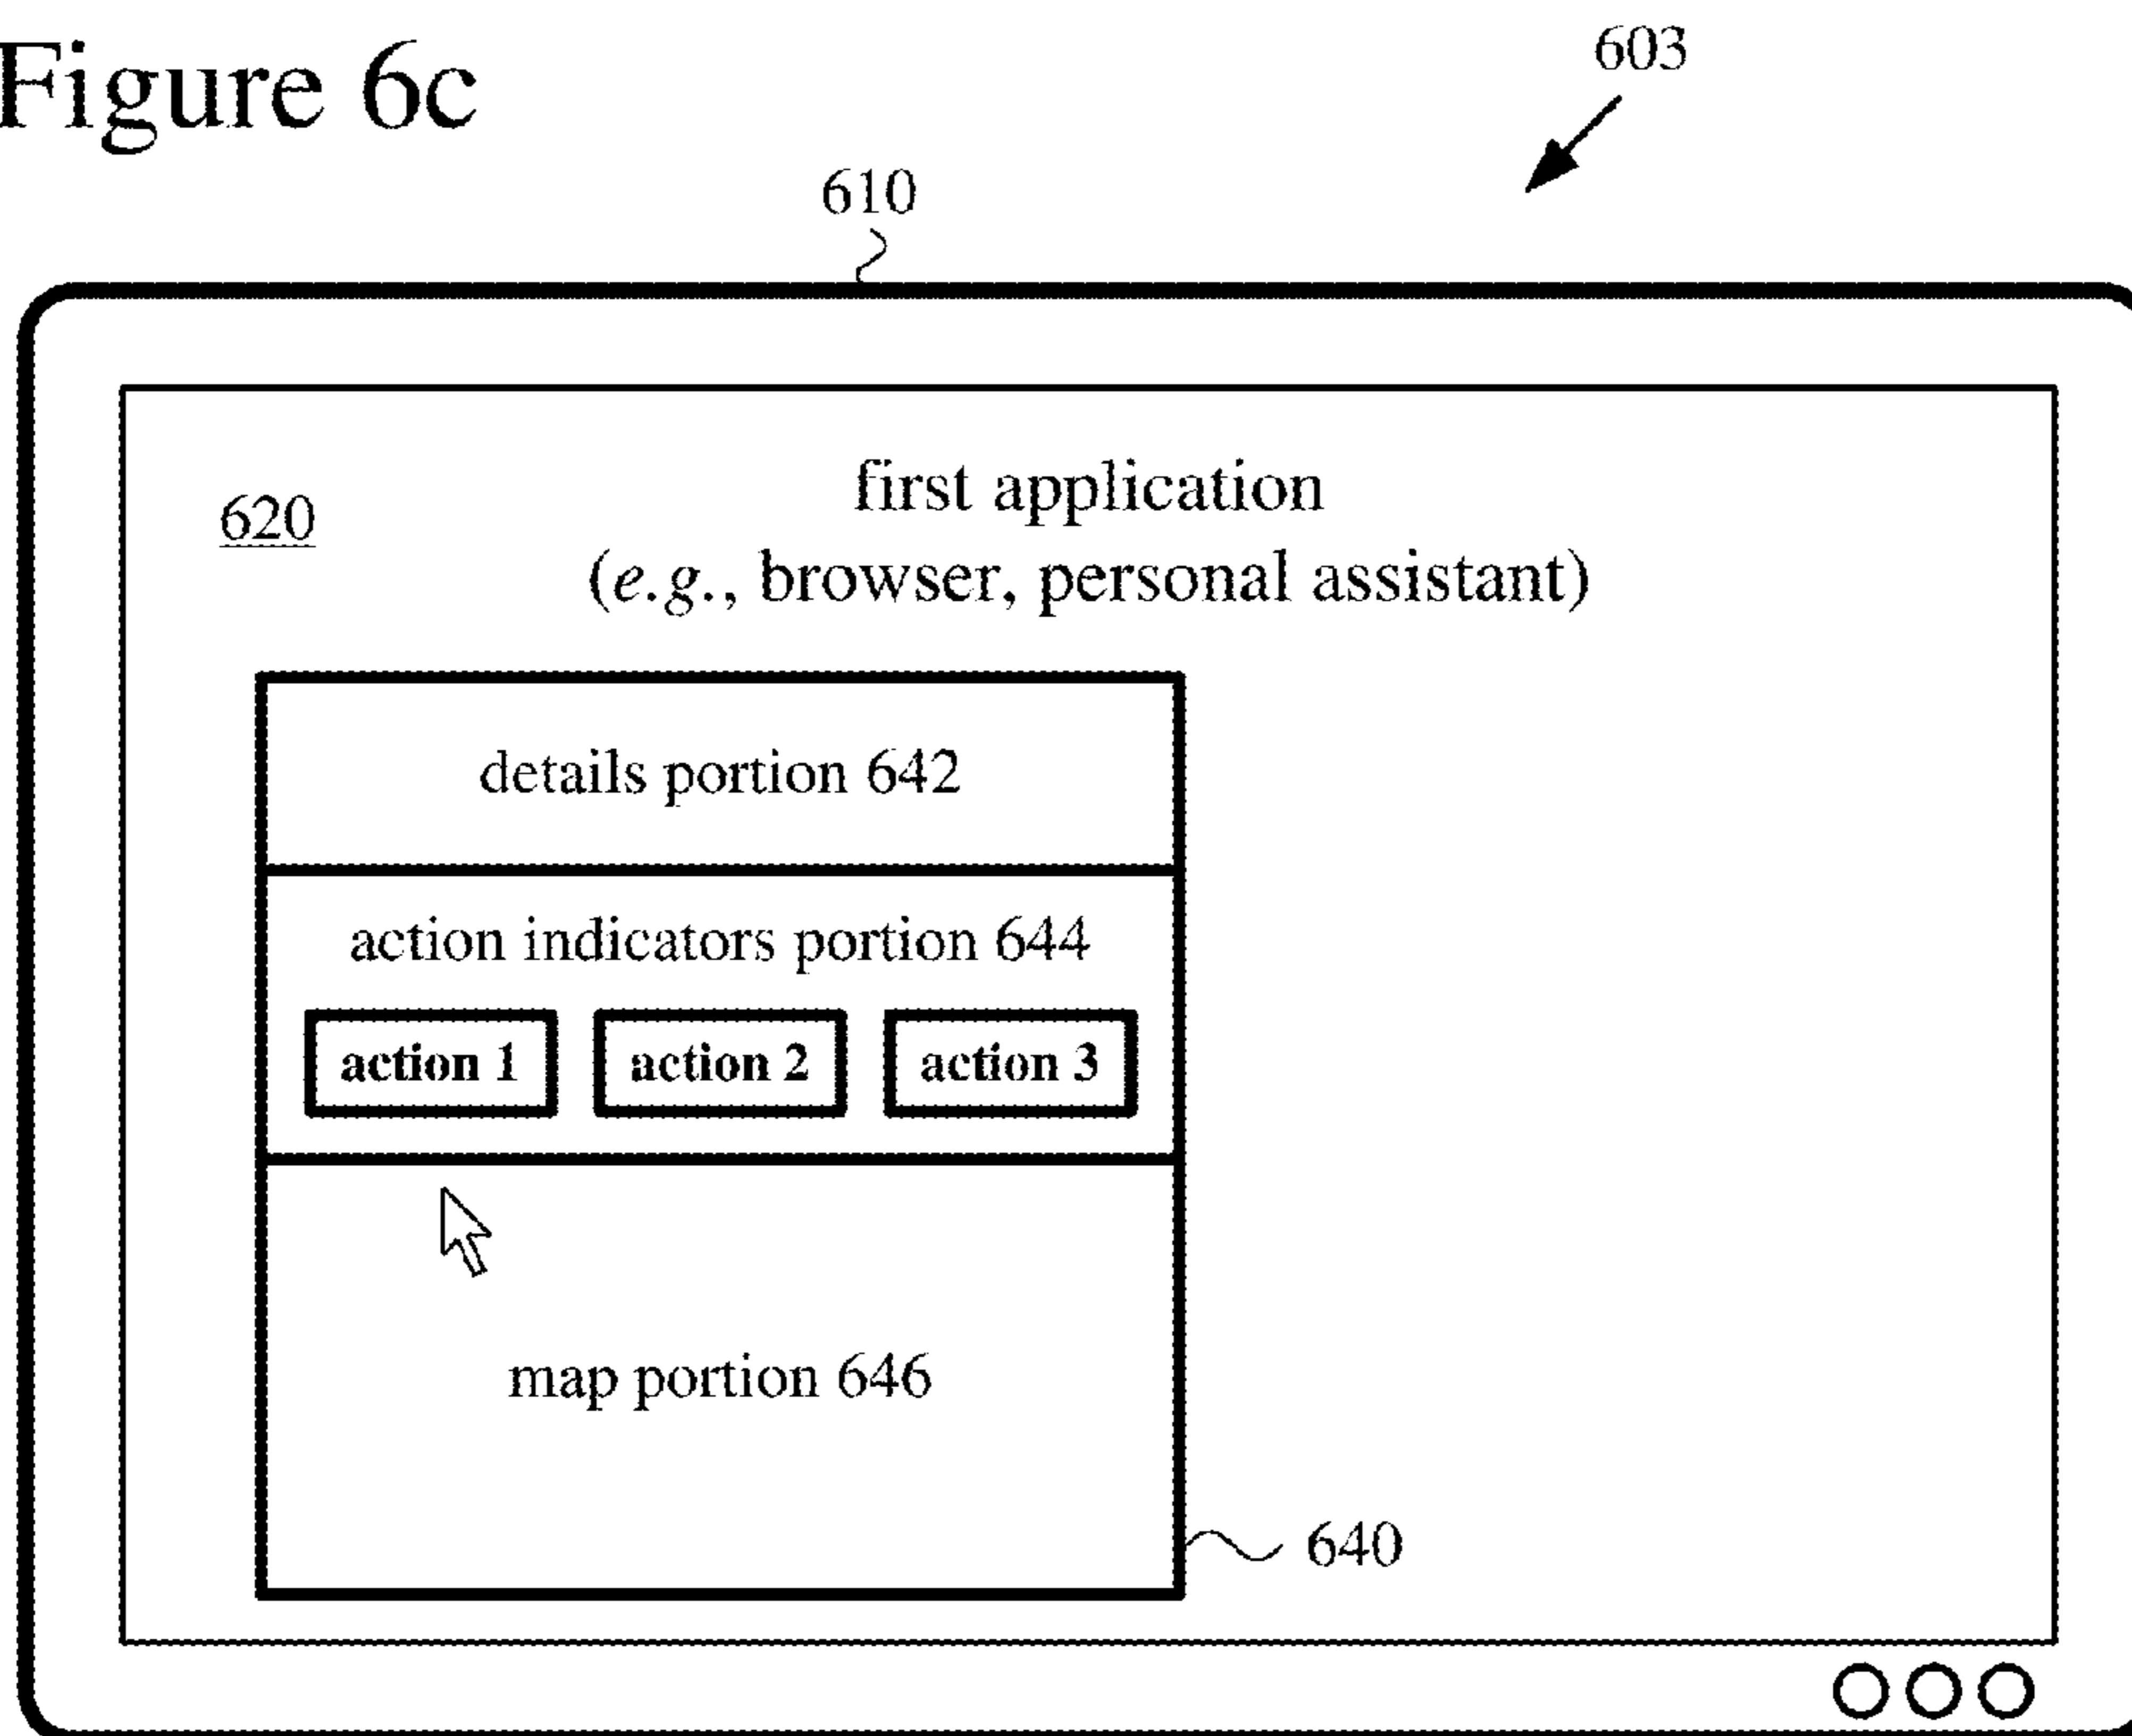 Figure 6c
603
610
620
first application
(e.g., browser, personal assistant)
details portion 642
action indicators portion 644
action 1 action 2 action 3
map portion 646
640